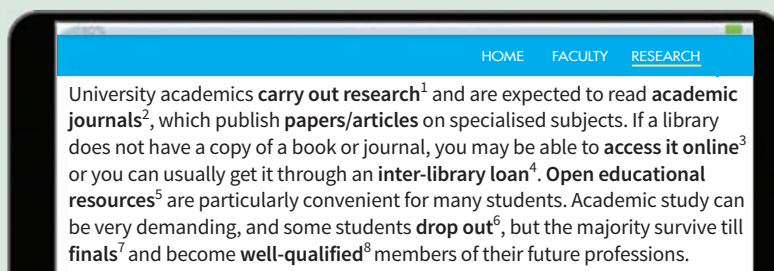 HOME FACULTY RESEARCH
University academics carry out research1 and are expected to read academic
journals2, which publish papers/articles on specialised subjects. If a library
does not have a copy of a book or journal, you may be able to access it online3
or you can usually get it through an inter-library loan4. Open educational
resources5 are particularly convenient for many students. Academic study can
be very demanding, and some students drop out6, but the majority survive till
finals7 and become well-qualified8 members of their future professions.